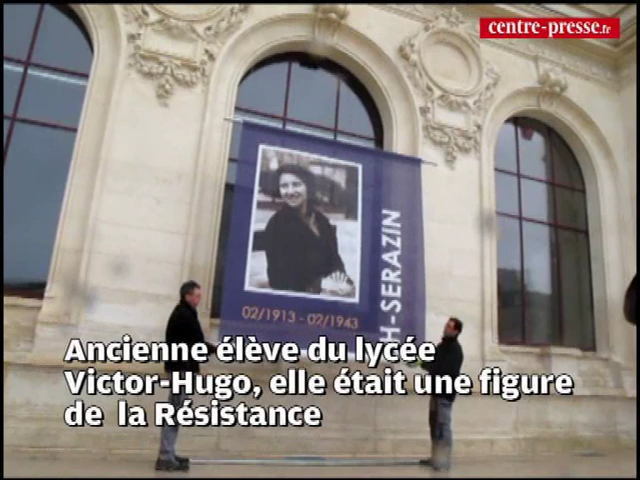 centre-presse.fr
H-SERAZIN
02/1913 - 02/1943
Ancienne élève du lycée
Victor-Hugo, elle était une figure
de la Résistance